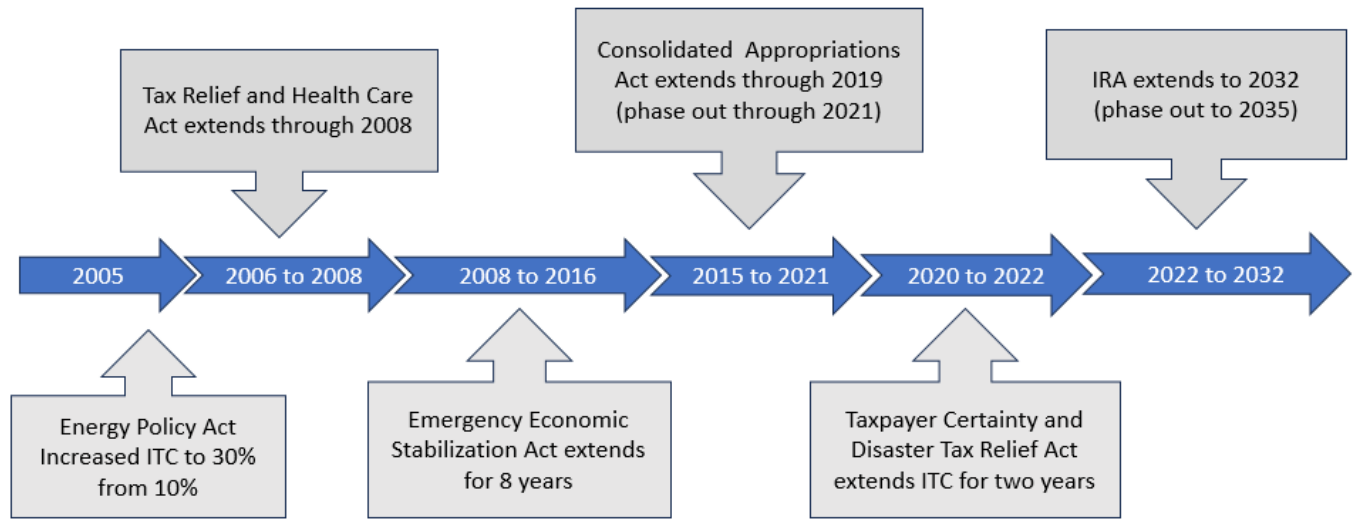 Tax Relief and Health Care
Act extends through 2008
Consolidated Appropriations
Act extends through 2019
(phase out through 2021)
IRA extends to 2032
(phase out to 2035)
2005
2006 to 2008
2008 to 2016
2015 to 2021
2020 to 2022
2022 to 2032
Energy Policy Act
Increased ITC to 30%
from 10%
Emergency Economic
Stabilization Act extends
for 8 years
Taxpayer Certainty and
Disaster Tax Relief Act
extends ITC for two years